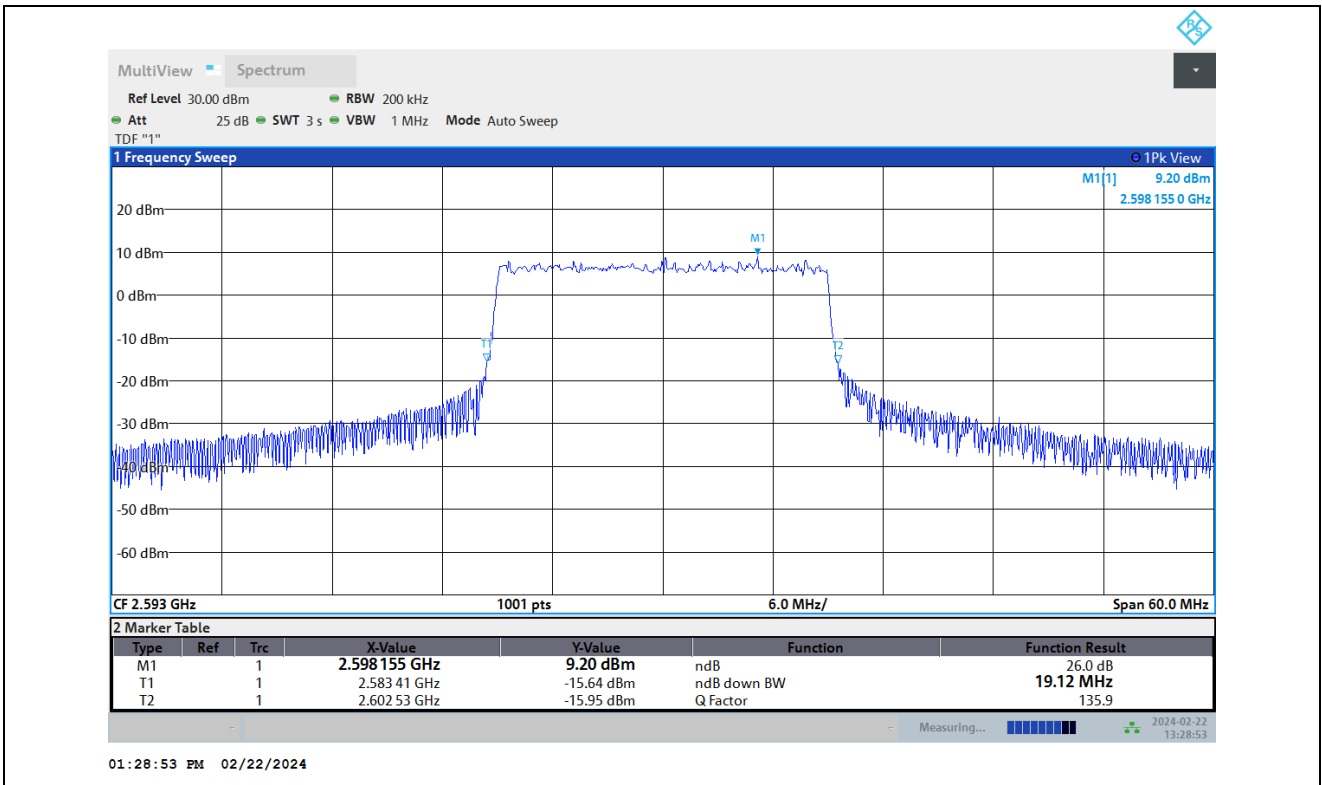 R&S
MultiView Spectrum
Ref Level 30.00 dBm RBW 200 kHz
Att 25 dB SWT 3 s VBW 1 MHz Mode Auto Sweep
TDF "1"
1 Frequency Sweep 1Pk View
M1[1] 9.20 dBm
2.598 155 0 GHz
20 dBm
M1
10 dBm
0 dBm
-10 dBm
T1 T2
-20 dBm
-30 dBm
-40 dBm
-50 dBm
-60 dBm
CF 2.593 GHz 1001 pts 6.0 MHz/ Span 60.0 MHz
2 Marker Table
Type Ref Trc X-Value Y-Value Function Function Result
M1 1 2.598 155 GHz 9.20 dBm ndB 26.0 dB
T1 1 2.583 41 GHz -15.64 dBm ndB down BW 19.12 MHz
T2 1 2.602 53 GHz -15.95 dBm Q Factor 135.9
Measuring... 2024-02-22
13:28:53
01:28:53 PM 02/22/2024